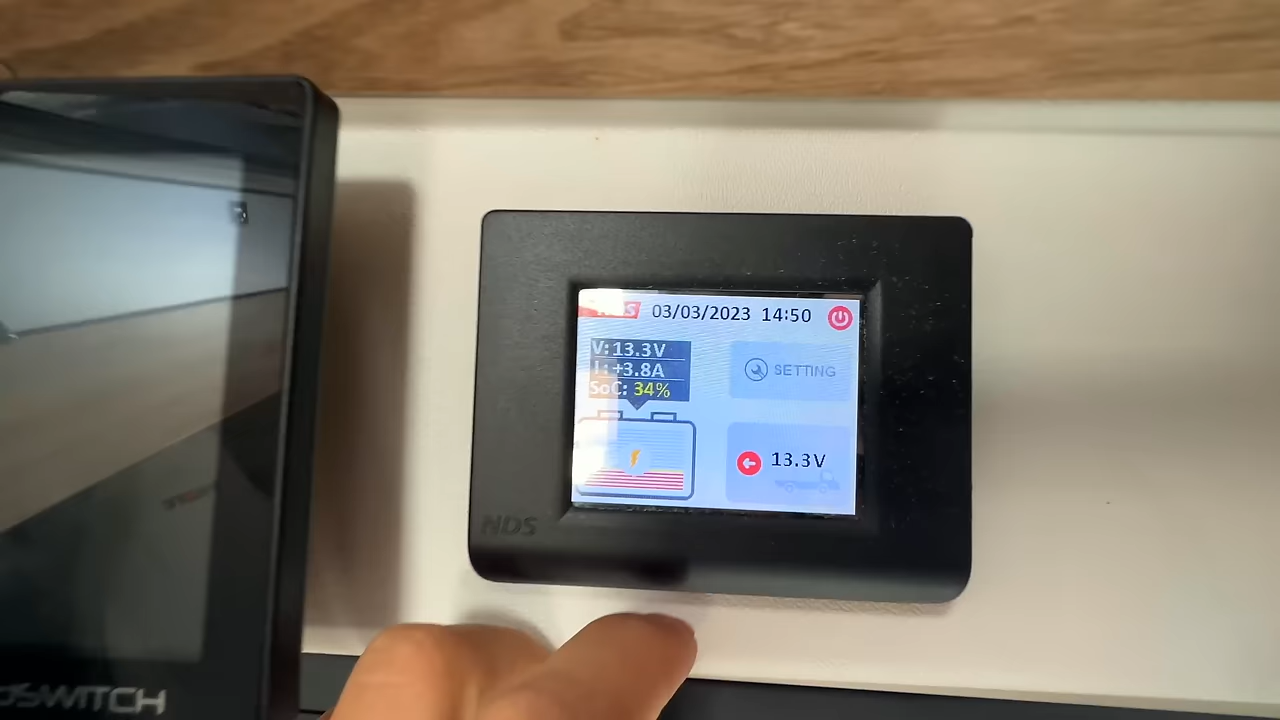 03/03/2023 14:50
V: 13.3V
I: +3.8A
SoC: 34%
SETTING
13.3V
NDS
SWITCH